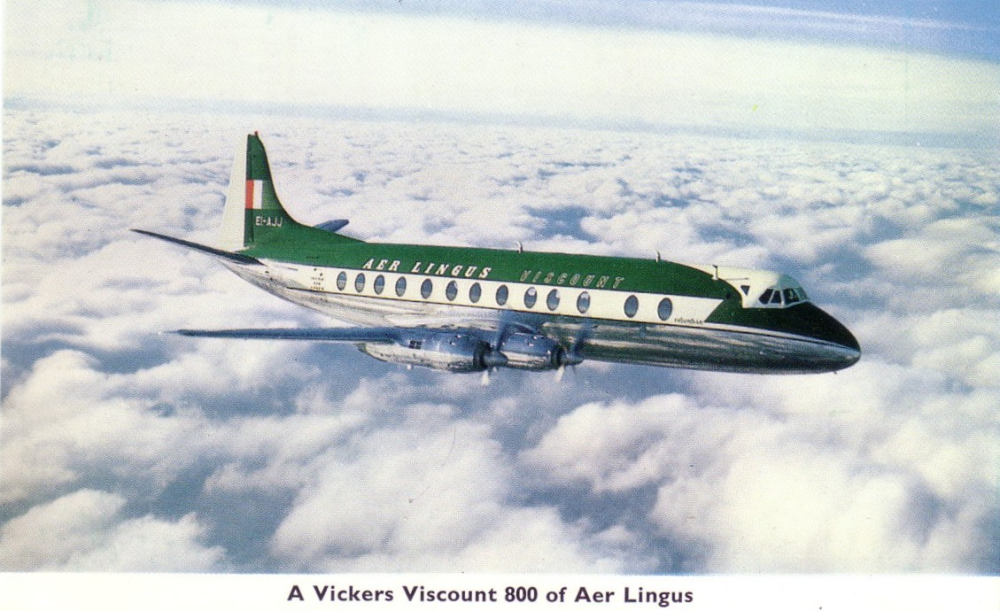 EI-AJJ
AER LINGUS VISCOUNT
A Vickers Viscount 800 of Aer Lingus